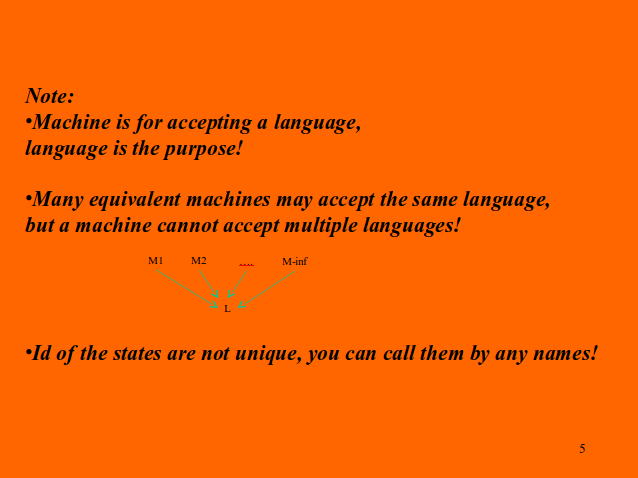 Note:
•Machine is for accepting a language,
language is the purpose!
•Many equivalent machines may accept the same language,
but a machine cannot accept multiple languages!
M1 M2 .... M-inf
L
•Id of the states are not unique, you can call them by any names!
5